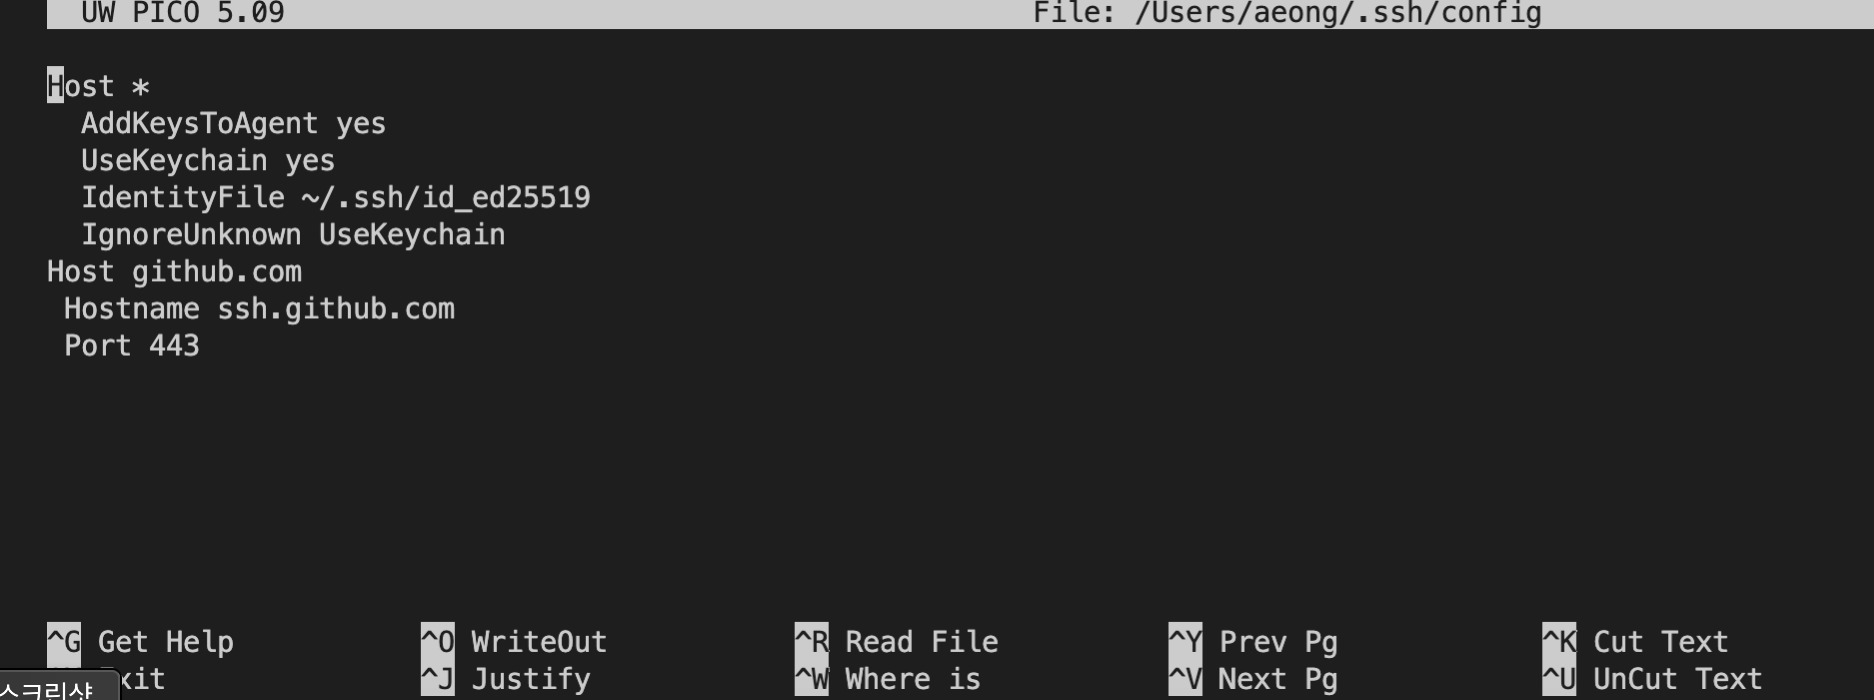 UW PICO 5.09 File: /Users/aeong/.ssh/config
Host *
AddKeysToAgent yes
UseKeychain yes
IdentityFile ~/.ssh/id_ed25519
IgnoreUnknown UseKeychain
Host github.com
Hostname ssh.github.com
Port 443
^G Get Help ^O WriteOut ^R Read File ^Y Prev Pg ^K Cut Text
xit ^J Justify ^W Where is ^V Next Pg ^U UnCut Text
스크린샷